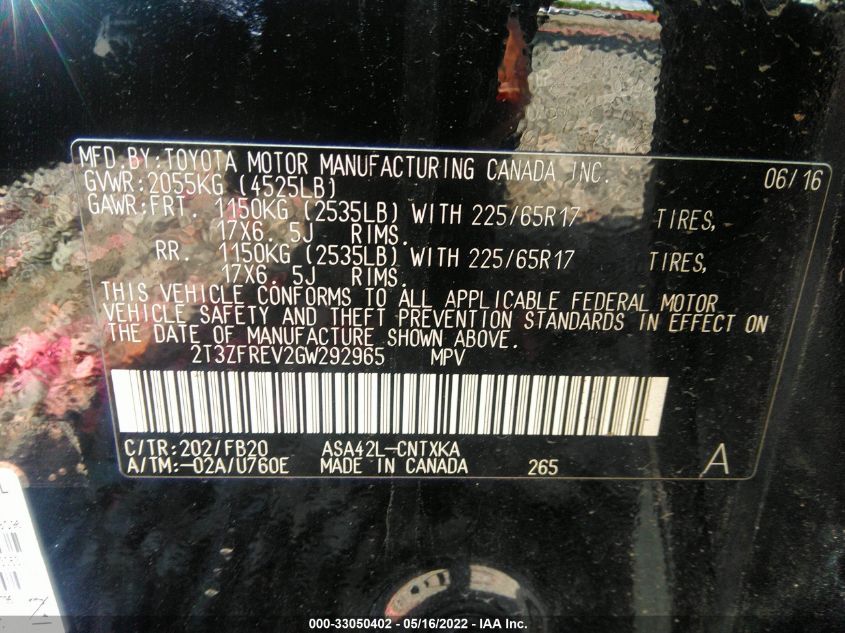 MFD.BY:TOYOTA MOTOR MANUFACTURING CANADA INC. 06/16
GVWR:2055KG (4525LB)
GAWR:FRT. 1150KG (2535LB) WITH 225/65R17 TIRES,
17X6. 5J RIMS.
RR. 1150KG (2535LB) WITH 225/65R17 TIRES,
17X6. 5J RIMS.
THIS VEHICLE CONFORMS TO ALL APPLICABLE FEDERAL MOTOR
VEHICLE SAFETY AND THEFT PREVENTION STANDARDS IN EFFECT ON
THE DATE OF MANUFACTURE SHOWN ABOVE.
2T3ZFREV2GW292965 MPV
C/TR:202/FB20 ASA42L-CNTXKA
A/TM:-02A/U760E MADE IN CANADA 265 A
000-33050402 - 05/16/2022 - IAA Inc.